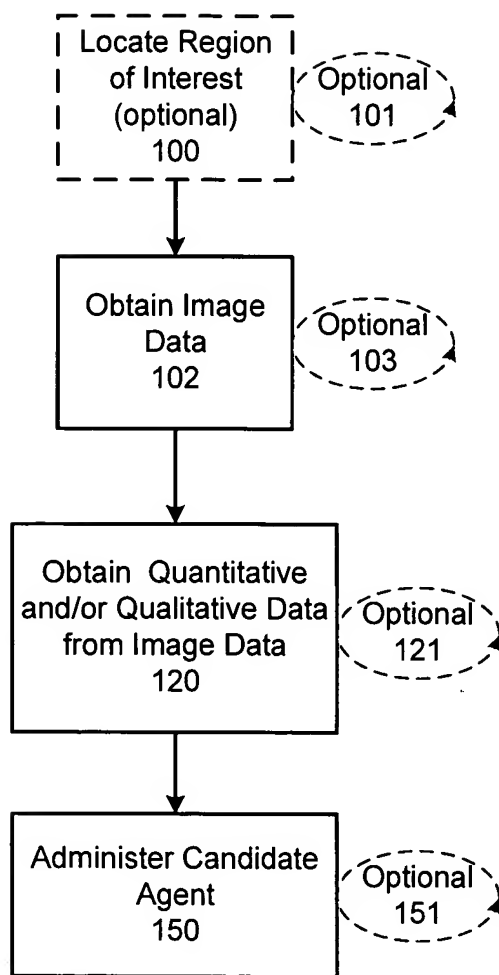 Locate Region
of Interest
(optional)
100
Optional
101
Obtain Image
Data
102
Optional
103
Obtain Quantitative
and/or Qualitative Data
from Image Data
120
Optional
121
Administer Candidate
Agent
150
Optional
151